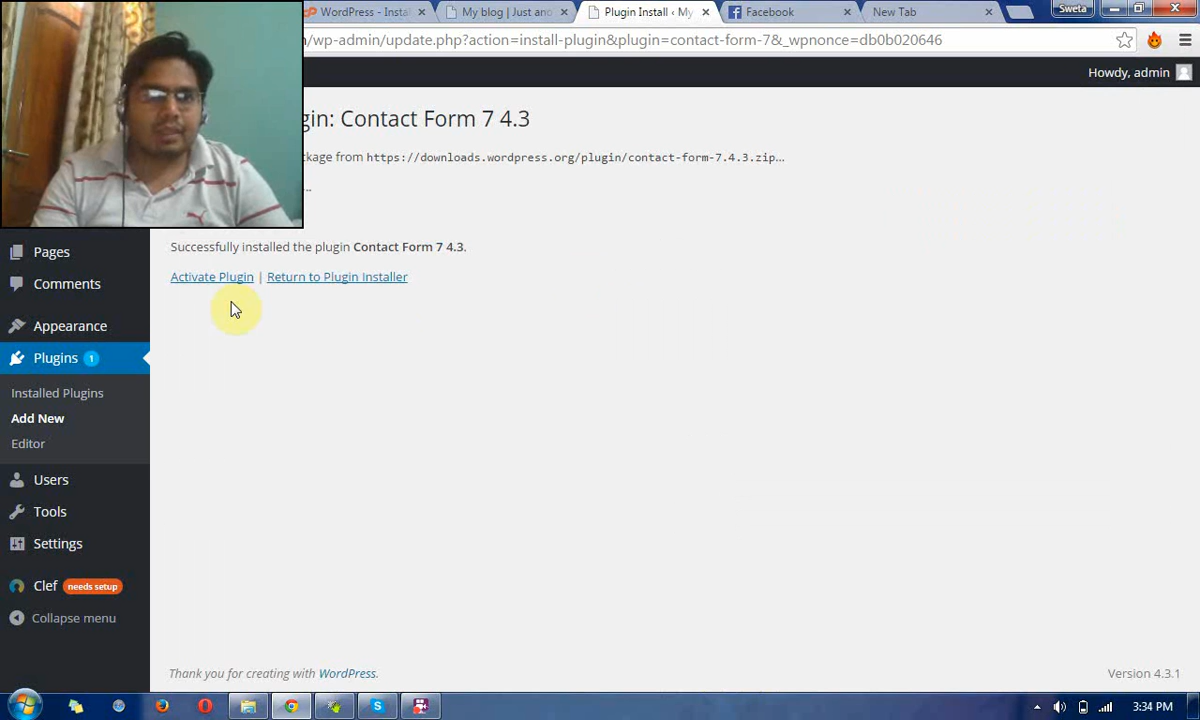 WordPress - Instal
My blog | Just ano
Plugin Install ‹ My
Facebook
New Tab
Sweta
/wp-admin/update.php?action=install-plugin&plugin=contact-form-7&_wpnonce=db0b020646
Howdy, admin
gin: Contact Form 7 4.3
ckage from https://downloads.wordpress.org/plugin/contact-form-7.4.3.zip…
…
Successfully installed the plugin Contact Form 7 4.3.
Activate Plugin | Return to Plugin Installer
Pages
Comments
Appearance
Plugins 1
Installed Plugins
Add New
Editor
Users
Tools
Settings
Clef needs setup
Collapse menu
Thank you for creating with WordPress.
Version 4.3.1
3:34 PM